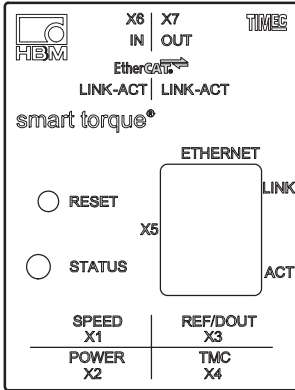 X6 X7 TIMEC
HBM IN OUT
EtherCAT
LINK-ACT LINK-ACT
smart torque®
ETHERNET
LINK
RESET
X5
STATUS
ACT
SPEED REF/DOUT
X1 X3
POWER TMC
X2 X4